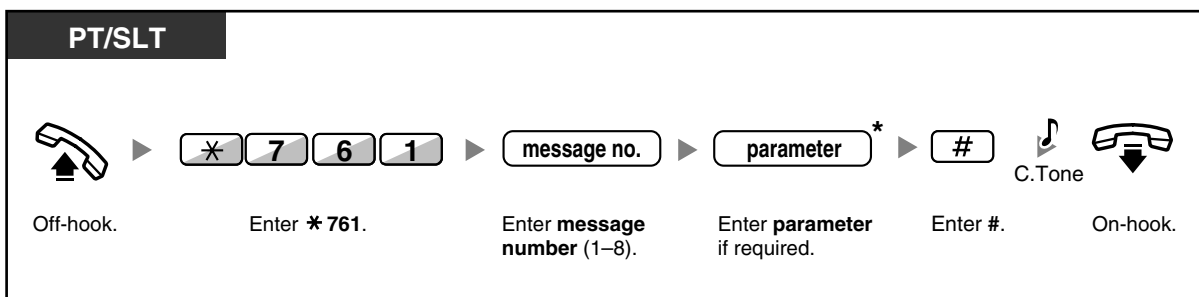 PT/SLT
* 7 6 1 message no. parameter * #
C.Tone
Off-hook. Enter *761. Enter message number (1–8). Enter parameter if required. Enter #. On-hook.